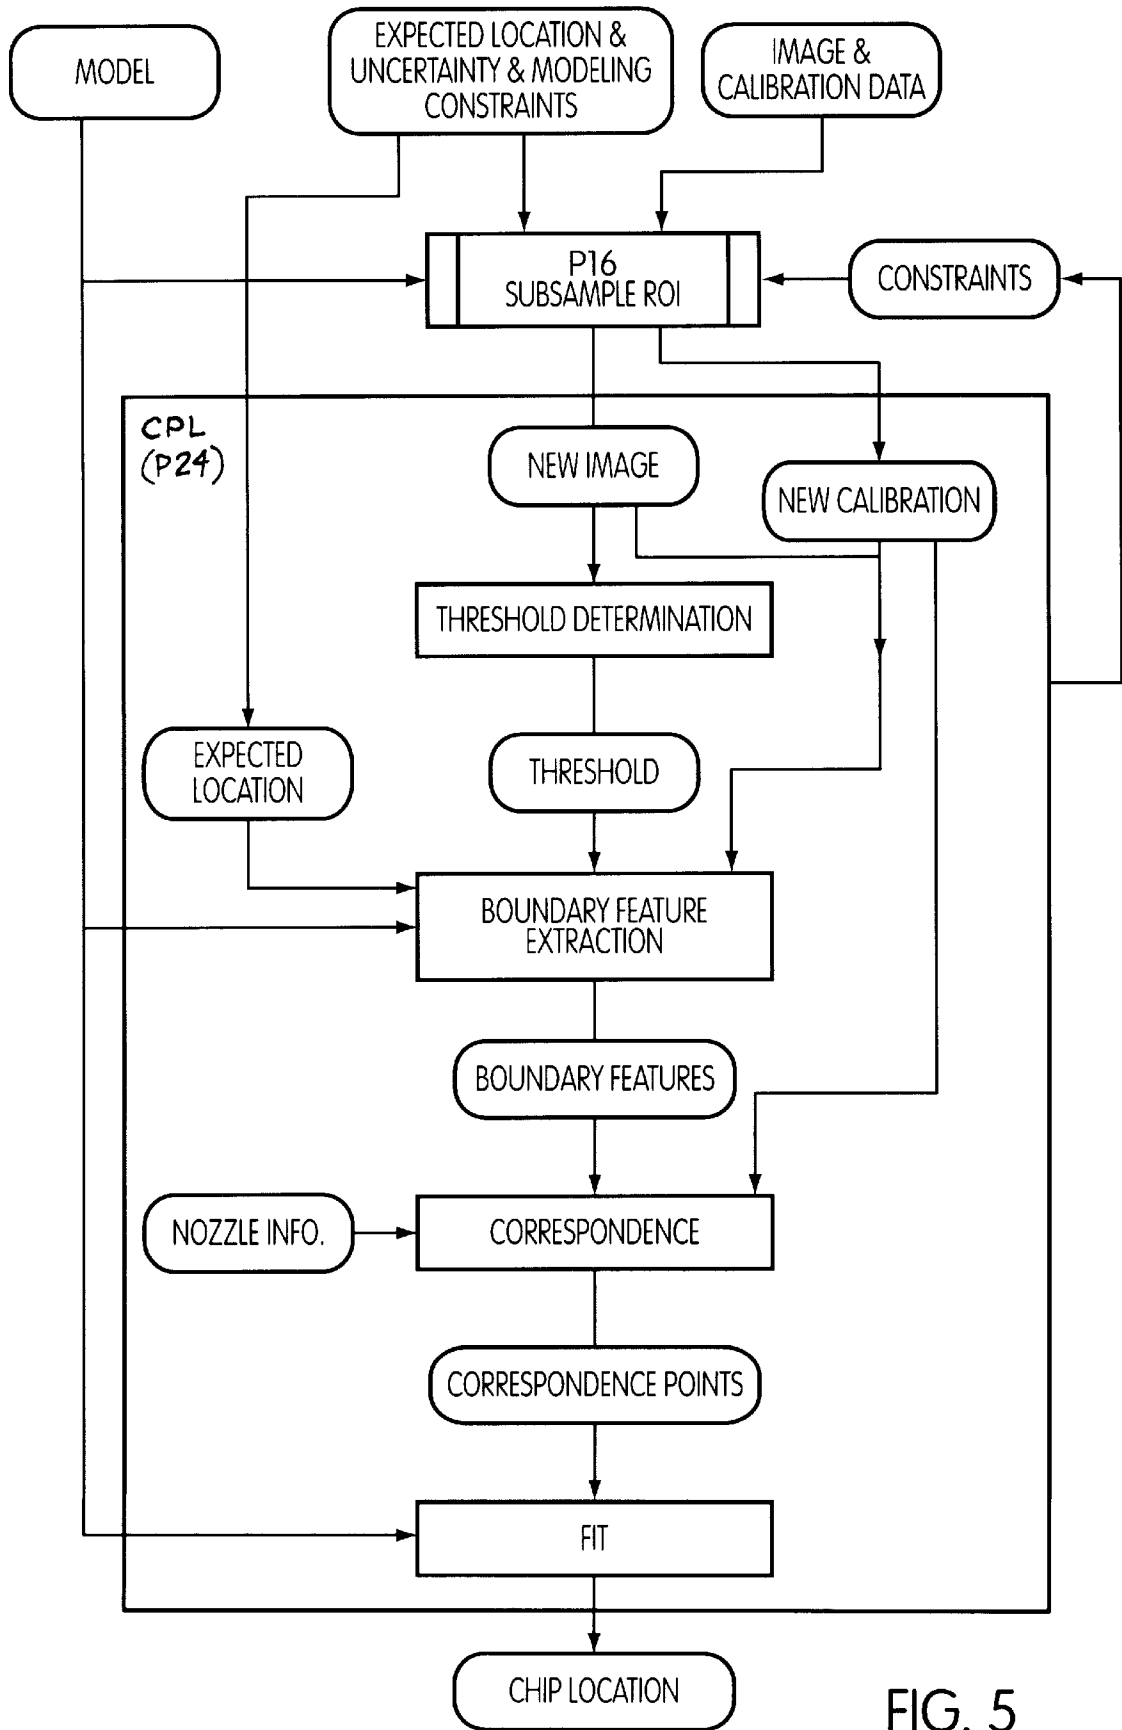 MODEL
EXPECTED LOCATION &
UNCERTAINTY & MODELING
CONSTRAINTS
IMAGE &
CALIBRATION DATA
P16
SUBSAMPLE ROI
CONSTRAINTS
CPL
(P24)
NEW IMAGE
NEW CALIBRATION
THRESHOLD DETERMINATION
EXPECTED
LOCATION
THRESHOLD
BOUNDARY FEATURE
EXTRACTION
BOUNDARY FEATURES
NOZZLE INFO.
CORRESPONDENCE
CORRESPONDENCE POINTS
FIT
CHIP LOCATION
FIG. 5